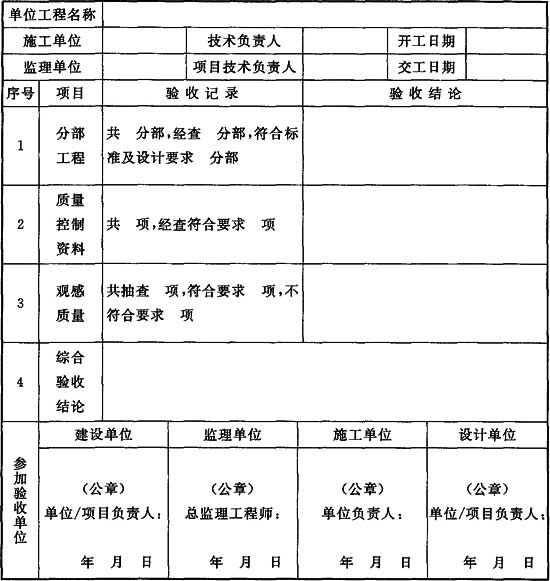 单位工程名称
施工单位 技术负责人 开工日期
监理单位 项目技术负责人 交工日期
序号 项目 验收记录 验收结论
1 分部工程 共 分部,经查 分部,符合标
准及设计要求 分部
2 质量控制资料 共 项,经查符合要求 项
3 观感质量 共抽查 项,符合要求 项,不
符合要求 项
4 综合验收结论
参加验收单位
建设单位 监理单位 施工单位 设计单位
(公章) (公章) (公章) (公章)
单位/项目负责人: 总监理工程师: 单位负责人: 单位/项目负责人:
年 月 日 年 月 日 年 月 日 年 月 日